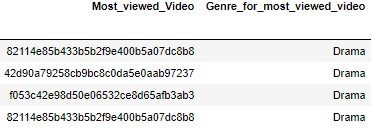 Most_viewed_Video Genre_for_most_viewed_video
82114e85b433b5b2f9e400b5a07dc8b8 Drama
42d90a79258cb9bc8c0da5e0aab97237 Drama
f053c42e98d50e06532ce8d65afb3ab3 Drama
82114e85b433b5b2f9e400b5a07dc8b8 Drama